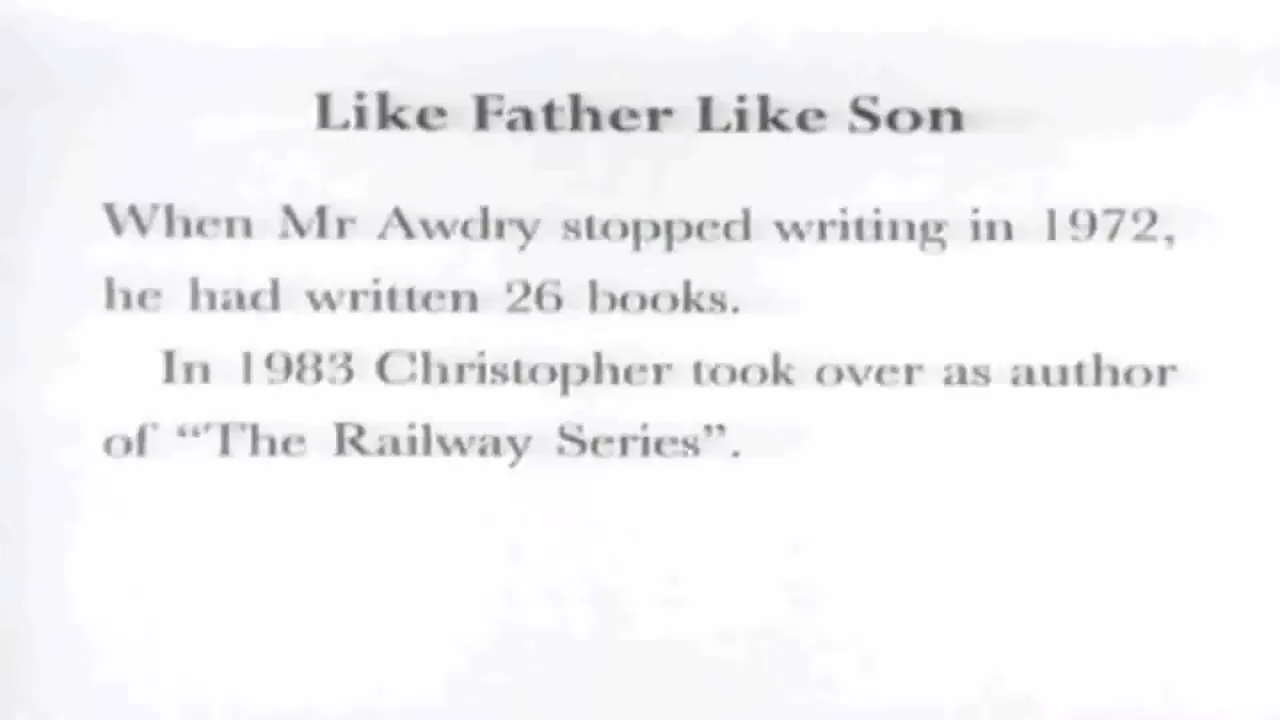 Like Father Like Son
When Mr Awdry stopped writing in 1972,
he had written 26 books.
In 1983 Christopher took over as author
of “The Railway Series”.